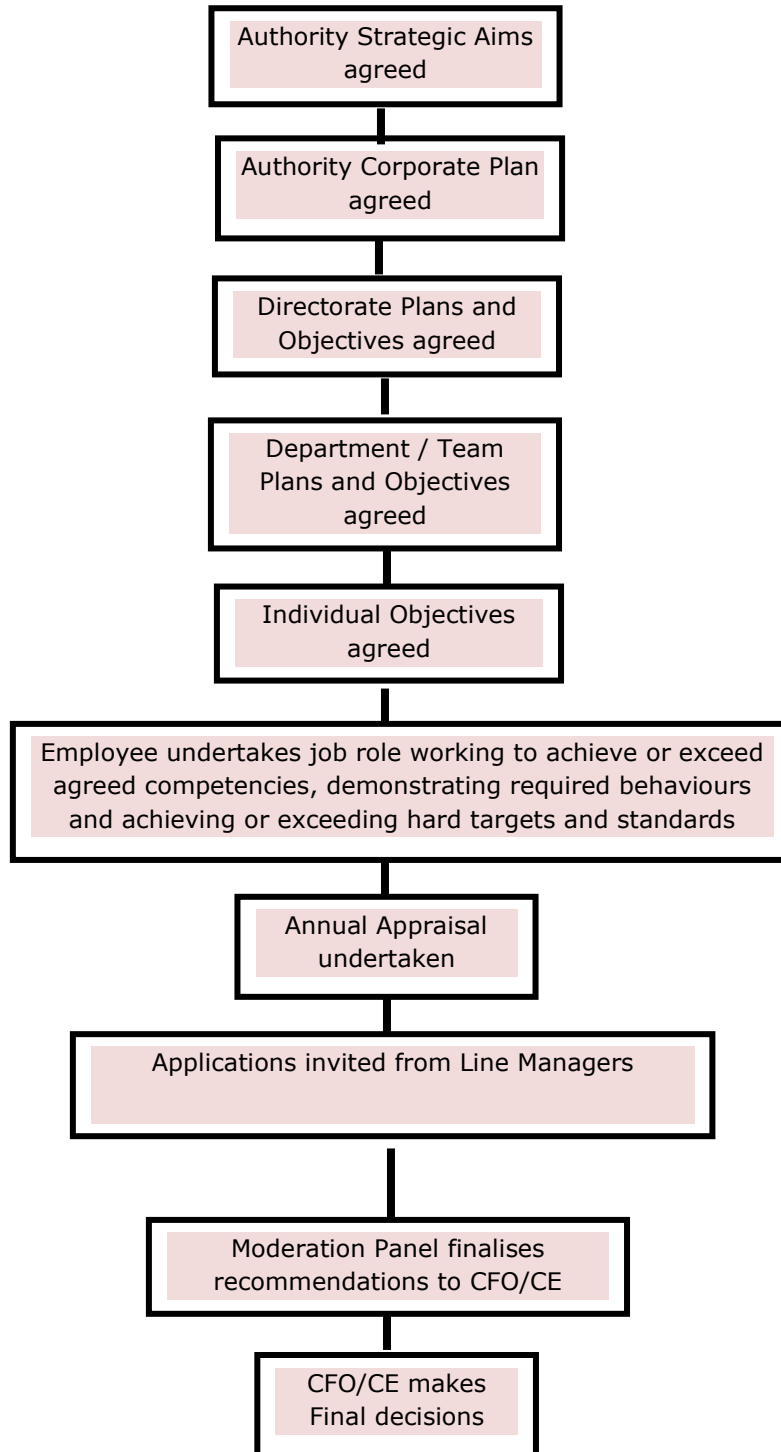 Authority Strategic Aims
agreed
Authority Corporate Plan
agreed
Directorate Plans and
Objectives agreed
Department / Team
Plans and Objectives
agreed
Individual Objectives
agreed
Employee undertakes job role working to achieve or exceed
agreed competencies, demonstrating required behaviours
and achieving or exceeding hard targets and standards
Annual Appraisal
undertaken
Applications invited from Line Managers
Moderation Panel finalises
recommendations to CFO/CE
CFO/CE makes
Final decisions